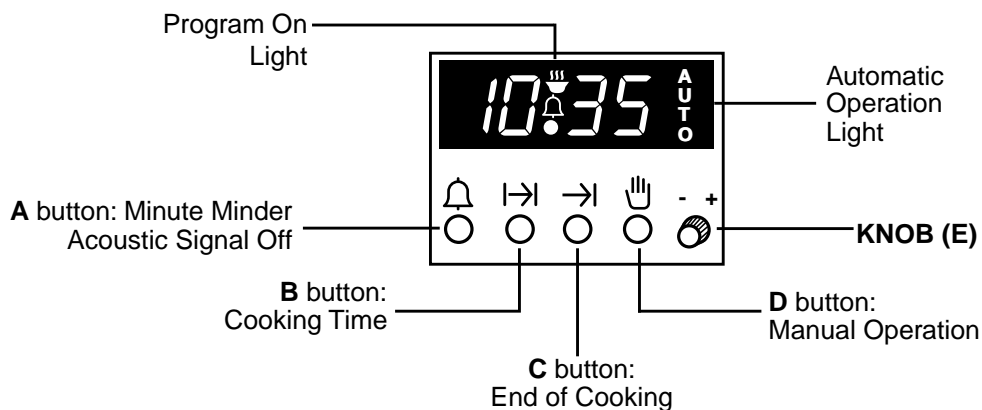 Program On
Light
10:35
AUTO
Automatic
Operation
Light
- +
A button: Minute Minder
Acoustic Signal Off
KNOB (E)
B button:
Cooking Time
D button:
Manual Operation
C button:
End of Cooking